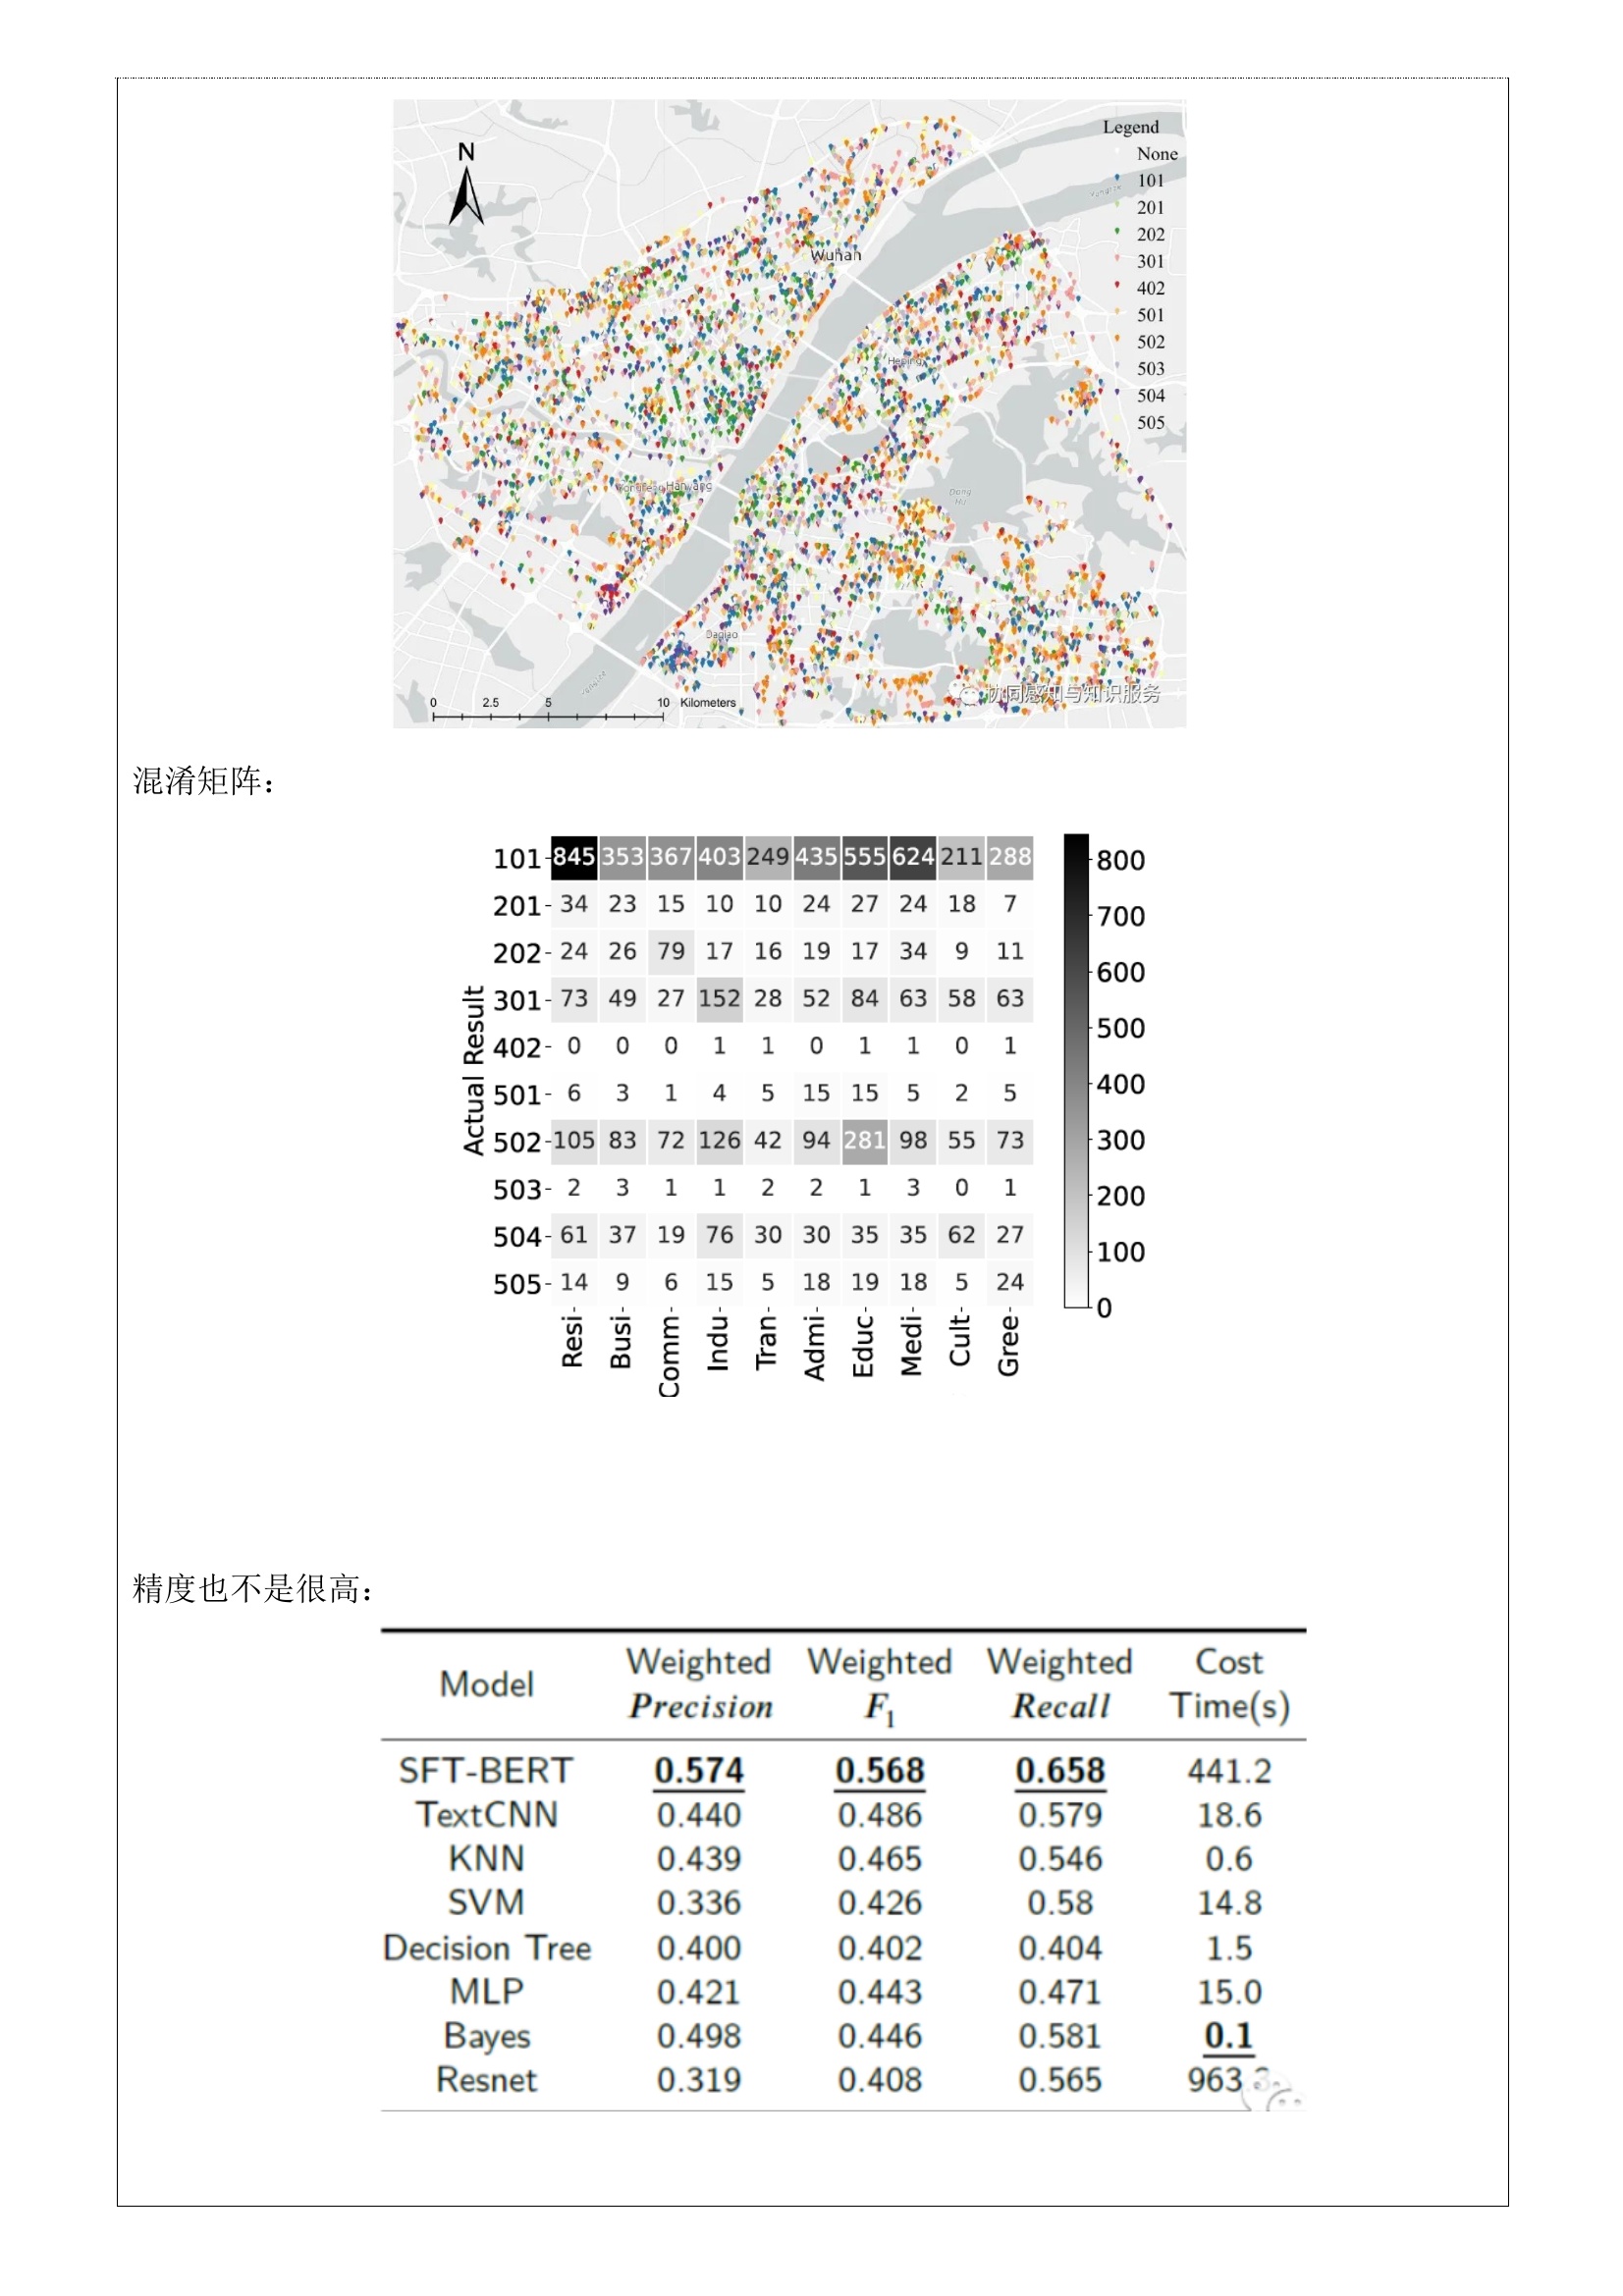 Legend
None
101
201
202
301
402
501
502
503
504
505
N
Wuhan
Yangtze
Heping
Dong
Hu
Hanyang
Daqiao
Yangtze
0 2.5 5 10 Kilometers
协同感知与知识服务
混淆矩阵：
Actual Result
101 845 353 367 403 249 435 555 624 211 288
201 34 23 15 10 10 24 27 24 18 7
202 24 26 79 17 16 19 17 34 9 11
301 73 49 27 152 28 52 84 63 58 63
402 0 0 0 1 1 0 1 1 0 1
501 6 3 1 4 5 15 15 5 2 5
502 105 83 72 126 42 94 281 98 55 73
503 2 3 1 1 2 2 1 3 0 1
504 61 37 19 76 30 30 35 35 62 27
505 14 9 6 15 5 18 19 18 5 24
Resi Busi Comm Indu Tran Admi Educ Medi Cult Gree
800
700
600
500
400
300
200
100
0
精度也不是很高：
Model Weighted Precision Weighted F1 Weighted Recall Cost Time(s)
SFT-BERT 0.574 0.568 0.658 441.2
TextCNN 0.440 0.486 0.579 18.6
KNN 0.439 0.465 0.546 0.6
SVM 0.336 0.426 0.58 14.8
Decision Tree 0.400 0.402 0.404 1.5
MLP 0.421 0.443 0.471 15.0
Bayes 0.498 0.446 0.581 0.1
Resnet 0.319 0.408 0.565 963